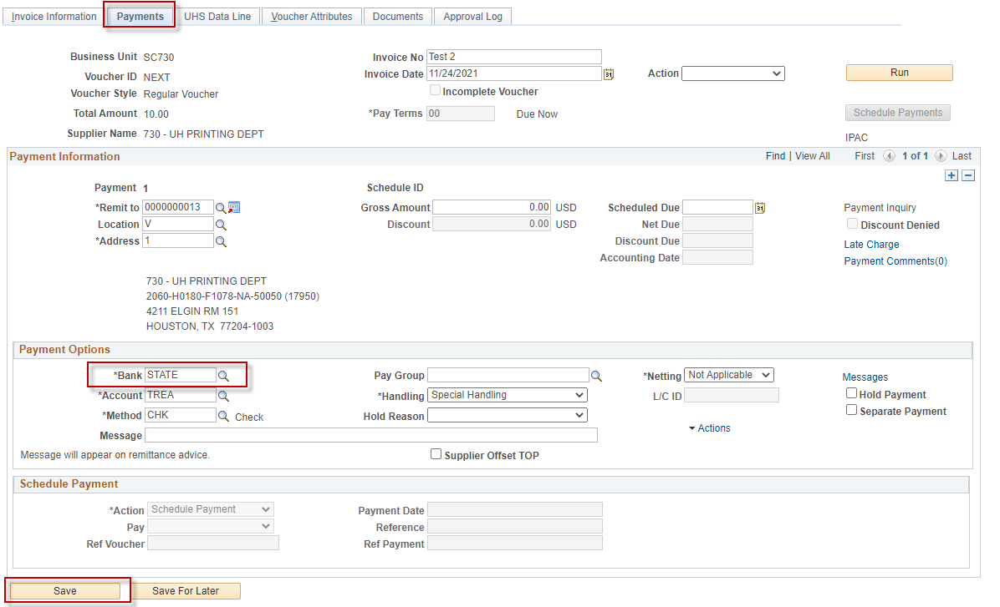 Invoice Information Payments UHS Data Line Voucher Attributes Documents Approval Log
Business Unit SC730 Invoice No Test 2
Voucher ID NEXT Invoice Date 11/24/2021 31 Action Run
Voucher Style Regular Voucher Incomplete Voucher
Total Amount 10.00 *Pay Terms 00 Due Now Schedule Payments
Supplier Name 730 - UH PRINTING DEPT IPAC
Payment Information Find | View All First 1 of 1 Last
Payment 1 Schedule ID
*Remit to 0000000013 Gross Amount 0.00 USD Scheduled Due 31 Payment Inquiry
Location V Discount 0.00 USD Net Due Discount Denied
*Address 1 Discount Due Late Charge
Accounting Date Payment Comments(0)
730 - UH PRINTING DEPT
2060-H0180-F1078-NA-50050 (17950)
4211 ELGIN RM 151
HOUSTON, TX 77204-1003
Payment Options
*Bank STATE Pay Group *Netting Not Applicable Messages
*Account TREA *Handling Special Handling L/C ID Hold Payment
*Method CHK Check Hold Reason Separate Payment
Message Actions
Message will appear on remittance advice. Supplier Offset TOP
Schedule Payment
*Action Schedule Payment Payment Date
Pay Reference
Ref Voucher Ref Payment
Save Save For Later